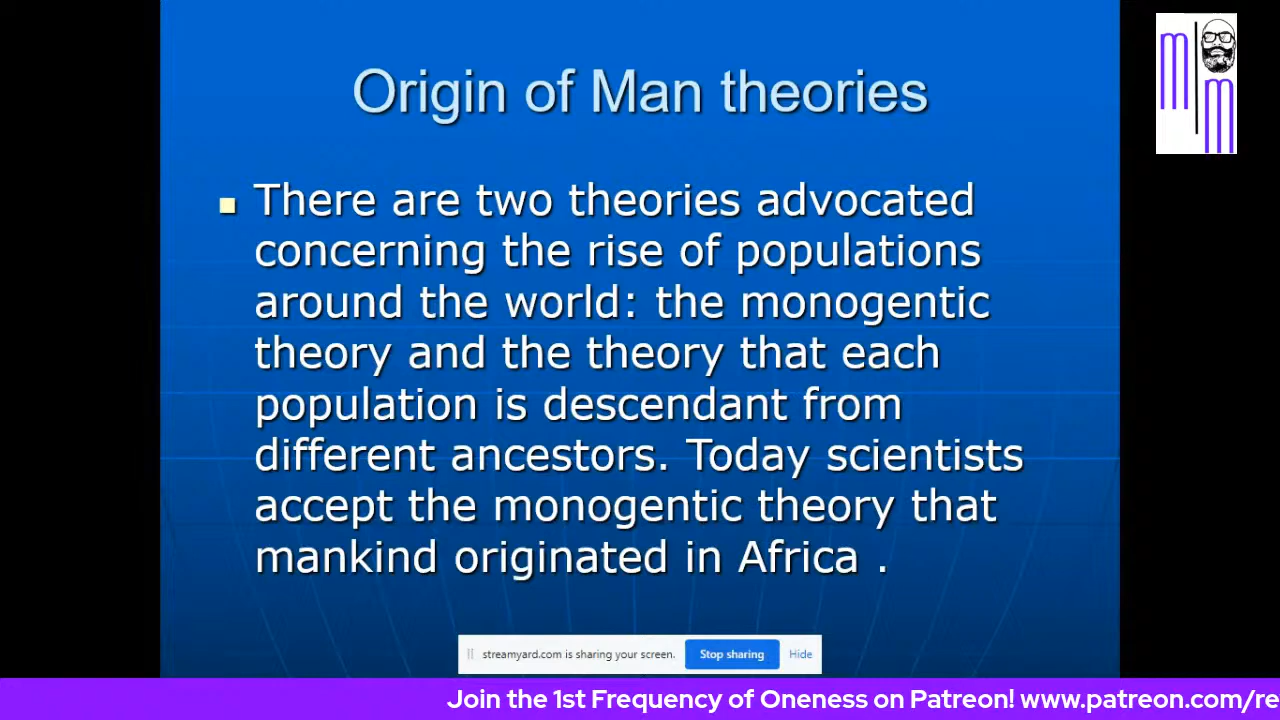 Origin of Man theories
There are two theories advocated
concerning the rise of populations
around the world: the monogentic
theory and the theory that each
population is descendant from
different ancestors. Today scientists
accept the monogentic theory that
mankind originated in Africa .
streamyard.com is sharing your screen. Stop sharing Hide
Join the 1st Frequency of Oneness on Patreon! www.patreon.com/re
m m